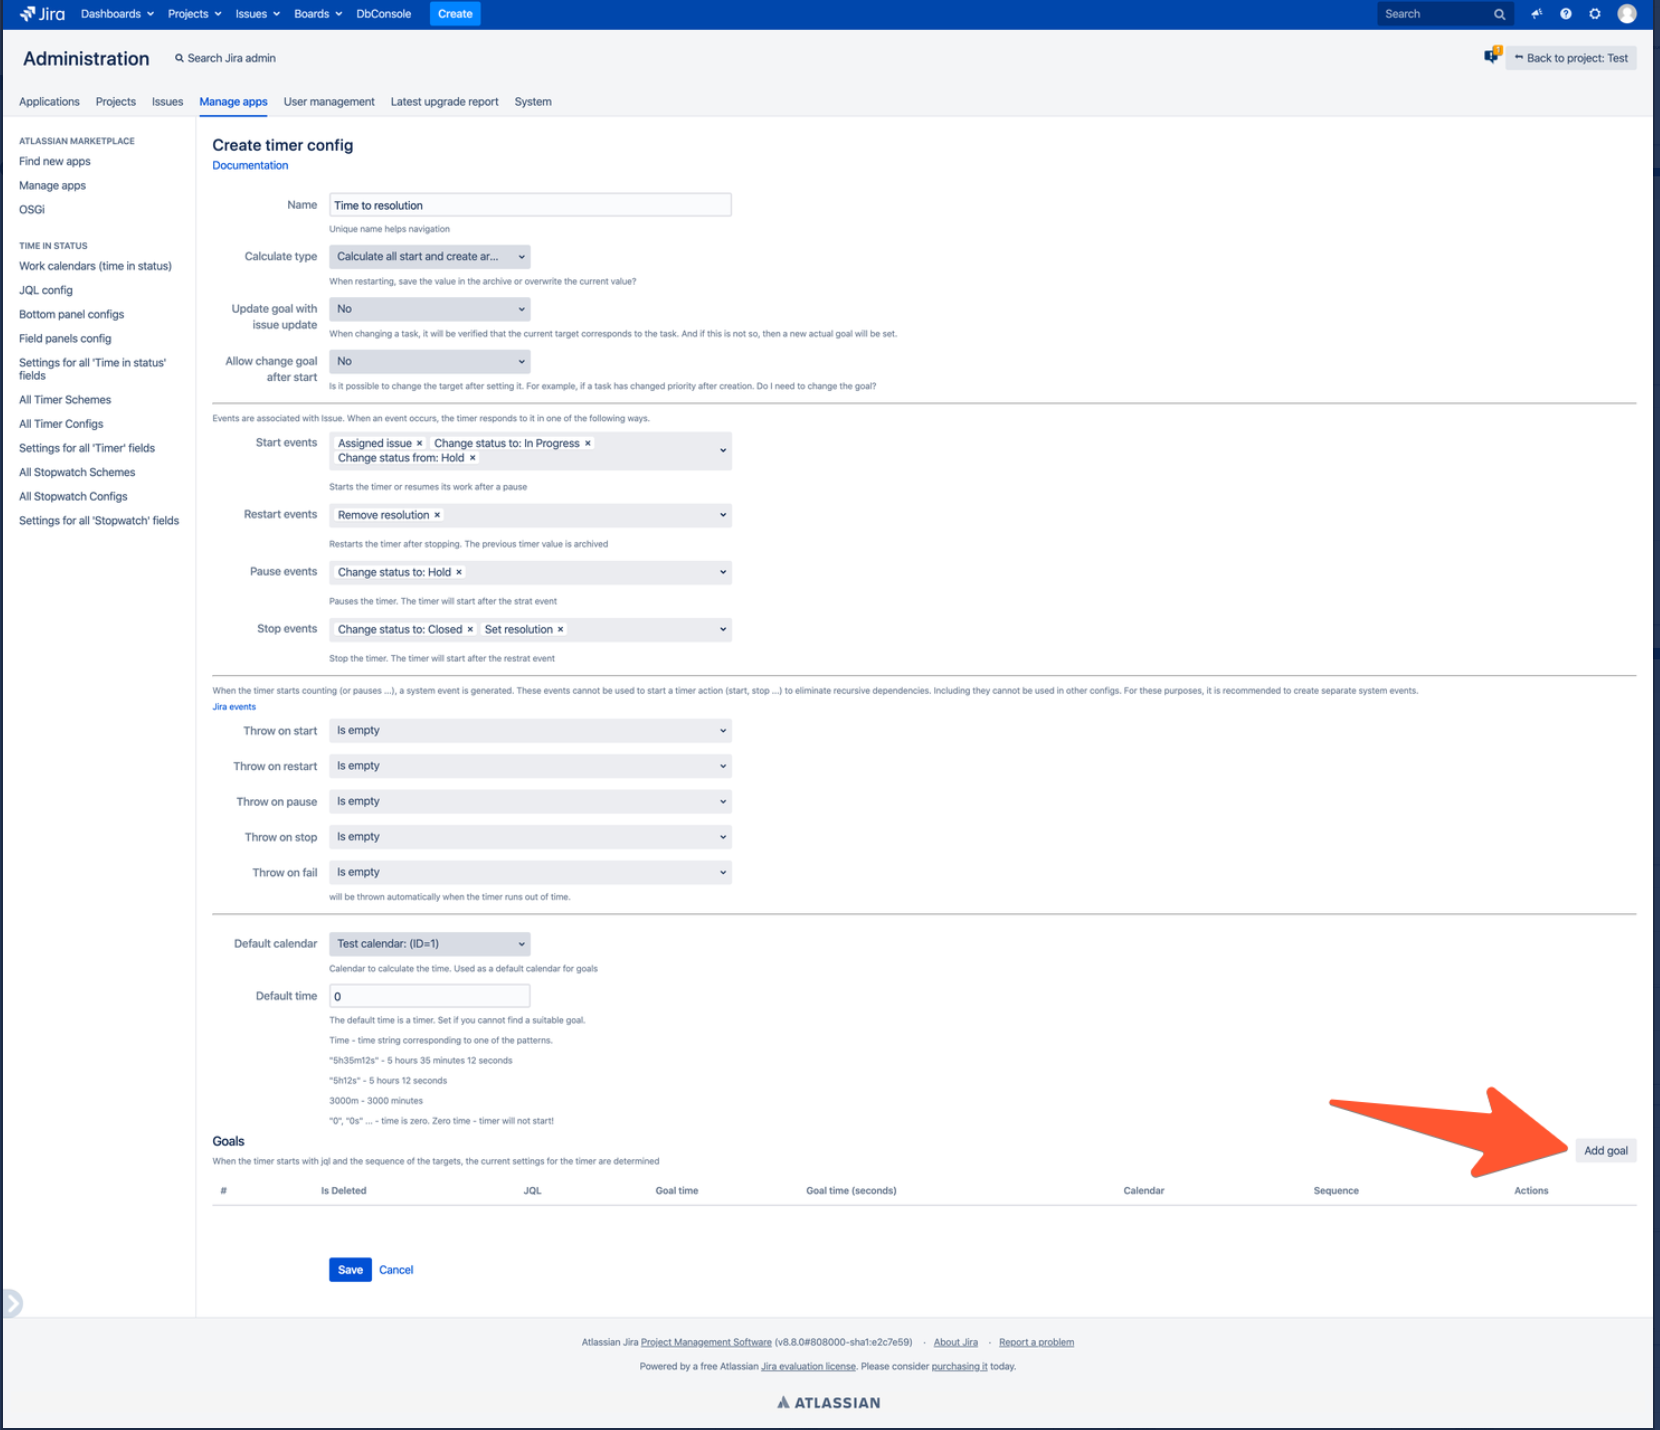 Jira Dashboards Projects Issues Boards DbConsole Create Search
Administration Search Jira admin Back to project: Test
Applications Projects Issues Manage apps User management Latest upgrade report System
ATLASSIAN MARKETPLACE
Find new apps
Manage apps
OSGi
TIME IN STATUS
Work calendars (time in status)
JQL config
Bottom panel configs
Field panels config
Settings for all 'Time in status'
fields
All Timer Schemes
All Timer Configs
Settings for all 'Timer' fields
All Stopwatch Schemes
All Stopwatch Configs
Settings for all 'Stopwatch' fields
Create timer config
Documentation
Name Time to resolution
Unique name helps navigation
Calculate type Calculate all start and create ar...
When restarting, save the value in the archive or overwrite the current value?
Update goal with No
issue update
When changing a task, it will be verified that the current target corresponds to the task. And if this is not so, then a new actual goal will be set.
Allow change goal No
after start
Is it possible to change the target after setting it. For example, if a task has changed priority after creation. Do I need to change the goal?
Events are associated with Issue. When an event occurs, the timer responds to it in one of the following ways.
Start events Assigned issue × Change status to: In Progress ×
Change status from: Hold ×
Starts the timer or resumes its work after a pause
Restart events Remove resolution ×
Restarts the timer after stopping. The previous timer value is archived
Pause events Change status to: Hold ×
Pauses the timer. The timer will start after the strat event
Stop events Change status to: Closed × Set resolution ×
Stop the timer. The timer will start after the restrat event
When the timer starts counting (or pauses ...), a system event is generated. These events cannot be used to start a timer action (start, stop ...) to eliminate recursive dependencies. Including they cannot be used in other configs. For these purposes, it is recommended to create separate system events.
Jira events
Throw on start Is empty
Throw on restart Is empty
Throw on pause Is empty
Throw on stop Is empty
Throw on fail Is empty
will be thrown automatically when the timer runs out of time.
Default calendar Test calendar: (ID=1)
Calendar to calculate the time. Used as a default calendar for goals
Default time 0
The default time is a timer. Set if you cannot find a suitable goal.
Time - time string corresponding to one of the patterns.
"5h35m12s" - 5 hours 35 minutes 12 seconds
"5h12s" - 5 hours 12 seconds
3000m - 3000 minutes
"0", "0s" ... - time is zero. Zero time - timer will not start!
Goals
Add goal
When the timer starts with jql and the sequence of the targets, the current settings for the timer are determined
# Is Deleted JQL Goal time Goal time (seconds) Calendar Sequence Actions
Save Cancel
Atlassian Jira Project Management Software (v8.8.0#808000-sha1:e2c7e59) · About Jira · Report a problem
Powered by a free Atlassian Jira evaluation license. Please consider purchasing it today.
ATLASSIAN